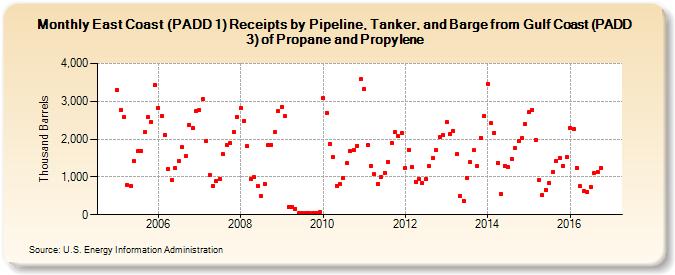 Monthly East Coast (PADD 1) Receipts by Pipeline, Tanker, and Barge from Gulf Coast (PADD
3) of Propane and Propylene
Thousand Barrels
4,000
3,000
2,000
1,000
0
2006
2008
2010
2012
2014
2016
Source: U.S. Energy Information Administration